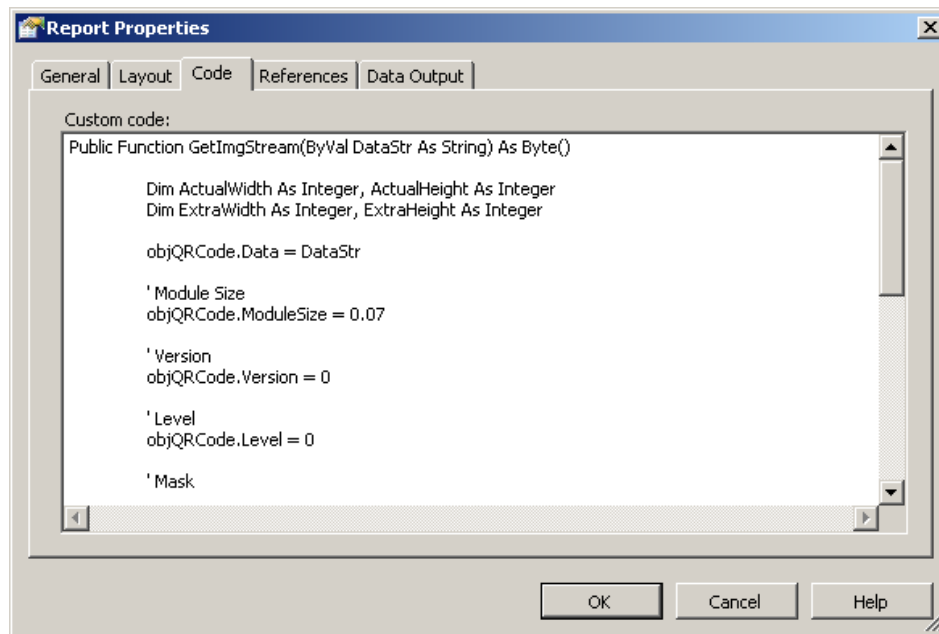 Report Properties
General Layout Code References Data Output
Custom code:
Public Function GetImgStream(ByVal DataStr As String) As Byte()
Dim ActualWidth As Integer, ActualHeight As Integer
Dim ExtraWidth As Integer, ExtraHeight As Integer
objQRCode.Data = DataStr
' Module Size
objQRCode.ModuleSize = 0.07
' Version
objQRCode.Version = 0
' Level
objQRCode.Level = 0
' Mask
OK Cancel Help